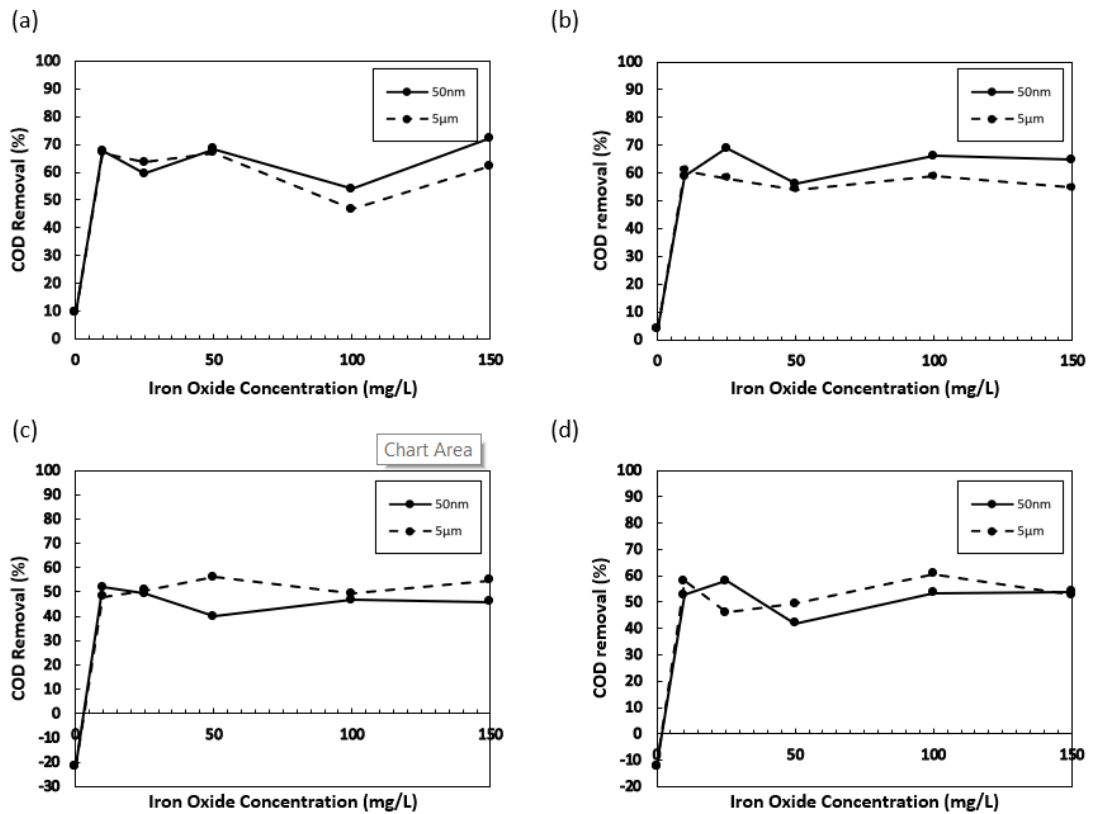 (a)
100
90
80
70
60
50
40
30
20
10
0
COD Removal (%)
50nm
5µm
0 50 100 150
Iron Oxide Concentration (mg/L)
(b)
100
90
80
70
60
50
40
30
20
10
0
COD removal (%)
50nm
5µm
0 50 100 150
Iron Oxide Concentration (mg/L)
(c)
Chart Area
100
90
80
70
60
50
40
30
20
10
0
-10
-20
-30
COD Removal (%)
50nm
5µm
0 50 100 150
Iron Oxide Concentration (mg/L)
(d)
100
90
80
70
60
50
40
30
20
10
0
-10
-20
COD removal (%)
50nm
5µm
0 50 100 150
Iron Oxide Concentration (mg/L)